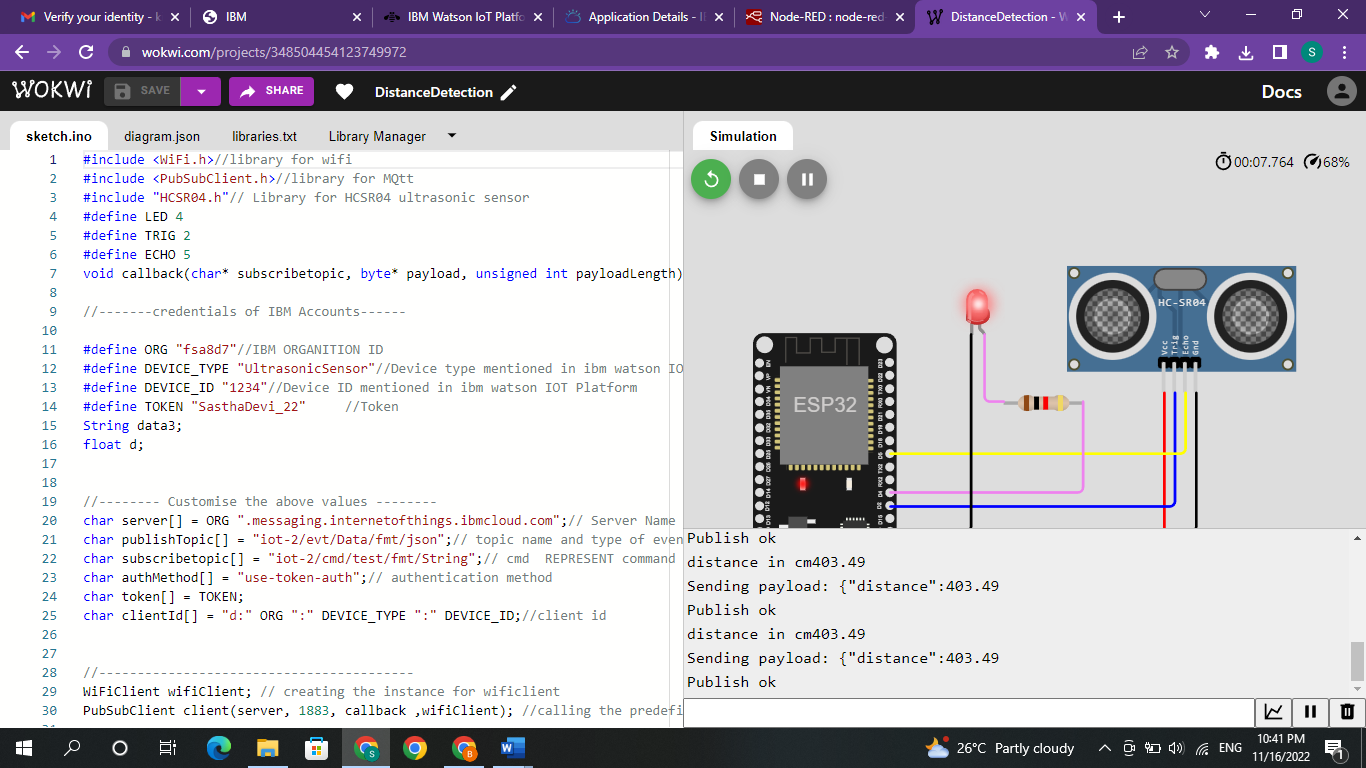 Verify your identity - k
IBM
IBM Watson IoT Platfo
Application Details - I
Node-RED : node-red
DistanceDetection - W
wokwi.com/projects/348504454123749972
S
WOKWI
SAVE
SHARE
DistanceDetection
Docs
sketch.ino
diagram.json
libraries.txt
Library Manager
Simulation
00:07.764
68%
1 #include <WiFi.h>//library for wifi
2 #include <PubSubClient.h>//library for MQtt
3 #include "HCSR04.h"// Library for HCSR04 ultrasonic sensor
4 #define LED 4
5 #define TRIG 2
6 #define ECHO 5
7 void callback(char* subscribetopic, byte* payload, unsigned int payloadLength)
8
9 //-------credentials of IBM Accounts------
10
11 #define ORG "fsa8d7"//IBM ORGANITION ID
12 #define DEVICE_TYPE "UltrasonicSensor"//Device type mentioned in ibm watson IO
13 #define DEVICE_ID "1234"//Device ID mentioned in ibm watson IOT Platform
14 #define TOKEN "SasthaDevi_22"     //Token
15 String data3;
16 float d;
17
18
19 //-------- Customise the above values --------
20 char server[] = ORG ".messaging.internetofthings.ibmcloud.com";// Server Name
21 char publishTopic[] = "iot-2/evt/Data/fmt/json";// topic name and type of even
22 char subscribetopic[] = "iot-2/cmd/test/fmt/String";// cmd  REPRESENT command
23 char authMethod[] = "use-token-auth";// authentication method
24 char token[] = TOKEN;
25 char clientId[] = "d:" ORG ":" DEVICE_TYPE ":" DEVICE_ID;//client id
26
27
28 //-----------------------------------------
29 WiFiClient wifiClient; // creating the instance for wificlient
30 PubSubClient client(server, 1883, callback ,wifiClient); //calling the predefi
HC-SR04
Vcc
Trig
Echo
Gnd
ESP32
Publish ok
distance in cm403.49
Sending payload: {"distance":403.49
Publish ok
distance in cm403.49
Sending payload: {"distance":403.49
Publish ok
26°C Partly cloudy
ENG
10:41 PM
11/16/2022
1